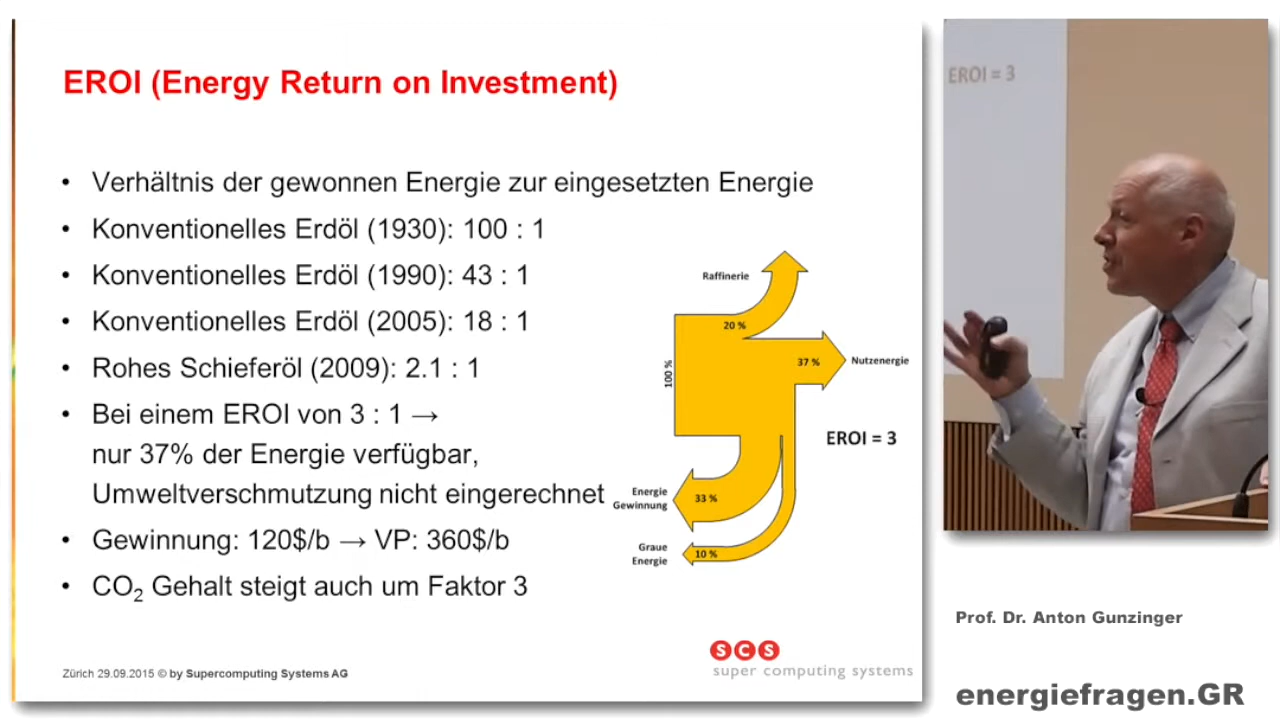 EROI (Energy Return on Investment)
• Verhältnis der gewonnen Energie zur eingesetzten Energie
• Konventionelles Erdöl (1930): 100 : 1
• Konventionelles Erdöl (1990): 43 : 1
• Konventionelles Erdöl (2005): 18 : 1
• Rohes Schieferöl (2009): 2.1 : 1
• Bei einem EROI von 3 : 1 →
nur 37% der Energie verfügbar,
Umweltverschmutzung nicht eingerechnet
• Gewinnung: 120$/b → VP: 360$/b
• CO₂ Gehalt steigt auch um Faktor 3
Raffinerie
20 %
100 %
37 %
Nutzenergie
EROI = 3
Energie
Gewinnung
33 %
Graue
Energie
10 %
Zürich 29.09.2015 © by Supercomputing Systems AG
SCS
super computing systems
EROI = 3
Prof. Dr. Anton Gunzinger
energiefragen.GR